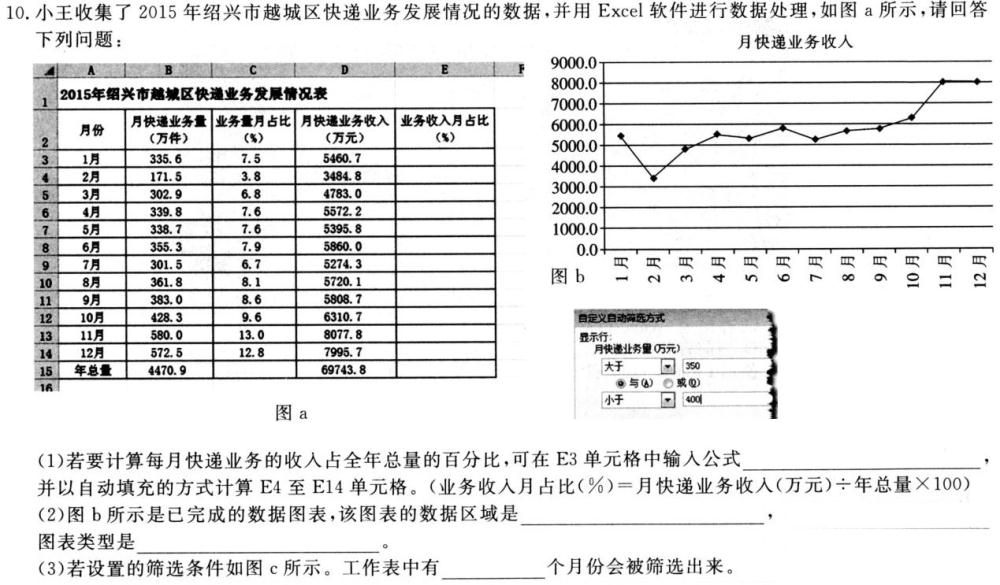 10. 小王收集了 2015 年绍兴市越城区快递业务发展情况的数据,并用 Excel 软件进行数据处理,如图 a 所示,请回答
下列问题:
A B C D E F
1 2015年绍兴市越城区快递业务发展情况表
2 月份 月快递业务量(万件) 业务量月占比(%) 月快递业务收入(万元) 业务收入月占比(%)
3 1月 335.6 7.5 5460.7
4 2月 171.5 3.8 3484.8
5 3月 302.9 6.8 4783.0
6 4月 339.8 7.6 5572.2
7 5月 338.7 7.6 5395.8
8 6月 355.3 7.9 5860.0
9 7月 301.5 6.7 5274.3
10 8月 361.8 8.1 5720.1
11 9月 383.0 8.6 5808.7
12 10月 428.3 9.6 6310.7
13 11月 580.0 13.0 8077.8
14 12月 572.5 12.8 7995.7
15 年总量 4470.9 69743.8
16
图 a
月快递业务收入
9000.0
8000.0
7000.0
6000.0
5000.0
4000.0
3000.0
2000.0
1000.0
0.0
1月 2月 3月 4月 5月 6月 7月 8月 9月 10月 11月 12月
图 b
自定义自动筛选方式
显示行:
月快递业务量(万元)
大于 350
与(A) 或(O)
小于 400
(1)若要计算每月快递业务的收入占全年总量的百分比,可在 E3 单元格中输入公式____________,
并以自动填充的方式计算 E4 至 E14 单元格。(业务收入月占比(%)=月快递业务收入(万元)÷年总量×100)
(2)图 b 所示是已完成的数据图表,该图表的数据区域是____________,
图表类型是____________。
(3)若设置的筛选条件如图 c 所示。工作表中有________个月份会被筛选出来。